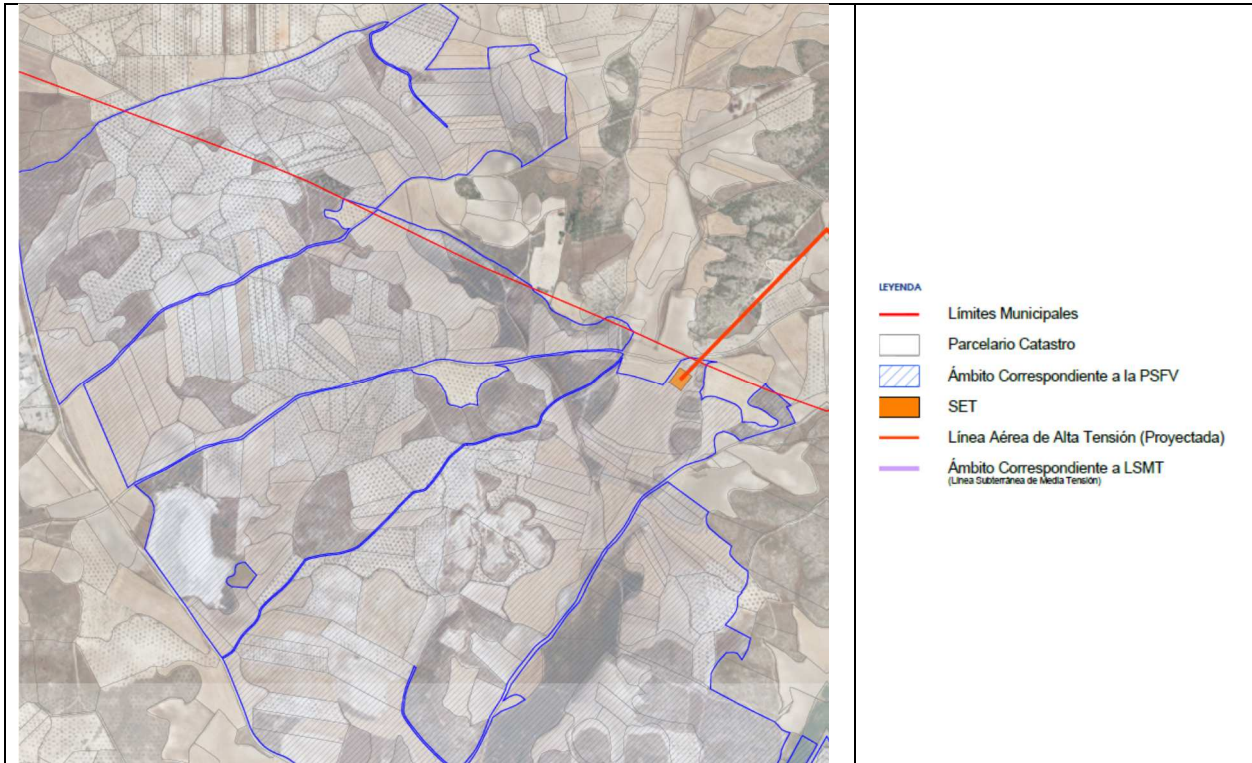 LEYENDA
Límites Municipales
Parcelario Catastro
Ámbito Correspondiente a la PSFV
SET
Línea Aérea de Alta Tensión (Proyectada)
Ámbito Correspondiente a LSMT
(Línea Subterránea de Media Tensión)